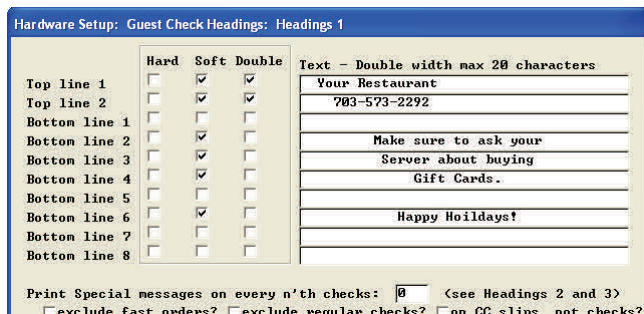 Hardware Setup: Guest Check Headings: Headings 1
Hard Soft Double Text - Double width max 20 characters
Top line 1 Your Restaurant
Top line 2 703-573-2292
Bottom line 1
Bottom line 2 Make sure to ask your
Bottom line 3 Server about buying
Bottom line 4 Gift Cards.
Bottom line 5
Bottom line 6 Happy Hoildays!
Bottom line 7
Bottom line 8
Print Special messages on every n'th checks: 0 (see Headings 2 and 3)
exclude fast orders? exclude regular checks? on CC slips, not checks?